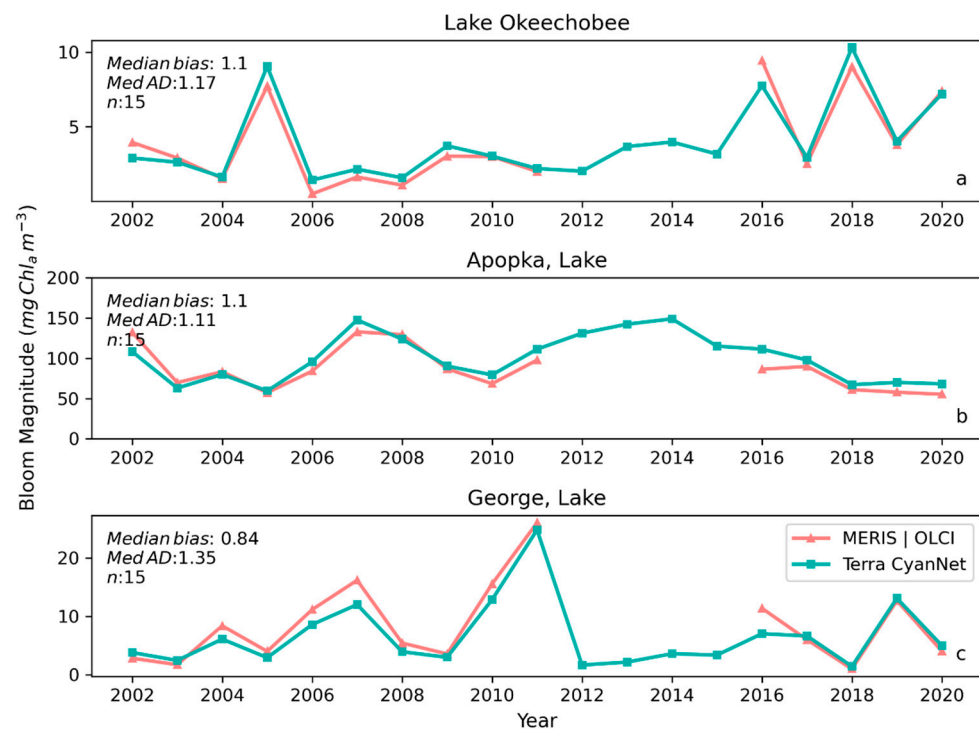 Lake Okeechobee
10
5
Median bias: 1.1
Med AD:1.17
n:15
a
2002 2004 2006 2008 2010 2012 2014 2016 2018 2020
Apopka, Lake
200
150
100
50
0
Median bias: 1.1
Med AD:1.11
n:15
b
2002 2004 2006 2008 2010 2012 2014 2016 2018 2020
Bloom Magnitude (mg Chl_a m^-3)
George, Lake
20
10
0
Median bias: 0.84
Med AD:1.35
n:15
MERIS | OLCI
Terra CyanNet
c
2002 2004 2006 2008 2010 2012 2014 2016 2018 2020
Year